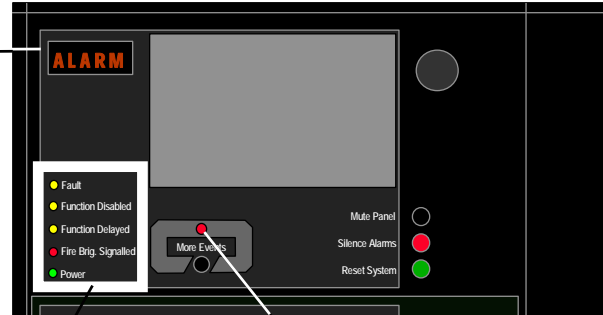 ALARM
Fault
Function Disabled
Function Delayed
Fire Brig. Signalled
Power
More Events
Mute Panel
Silence Alarms
Reset System